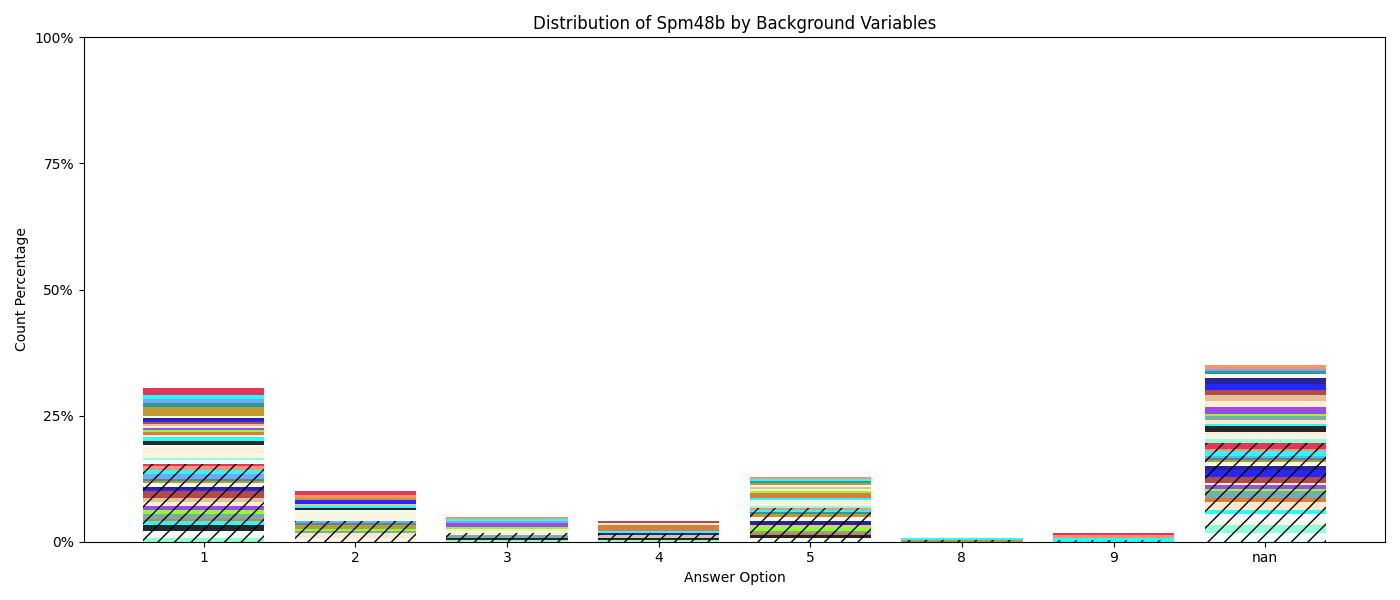 Distribution of Spm48b by Background Variables
100%
75%
50%
25%
0%
Count Percentage
1 2 3 4 5 8 9 nan
Answer Option